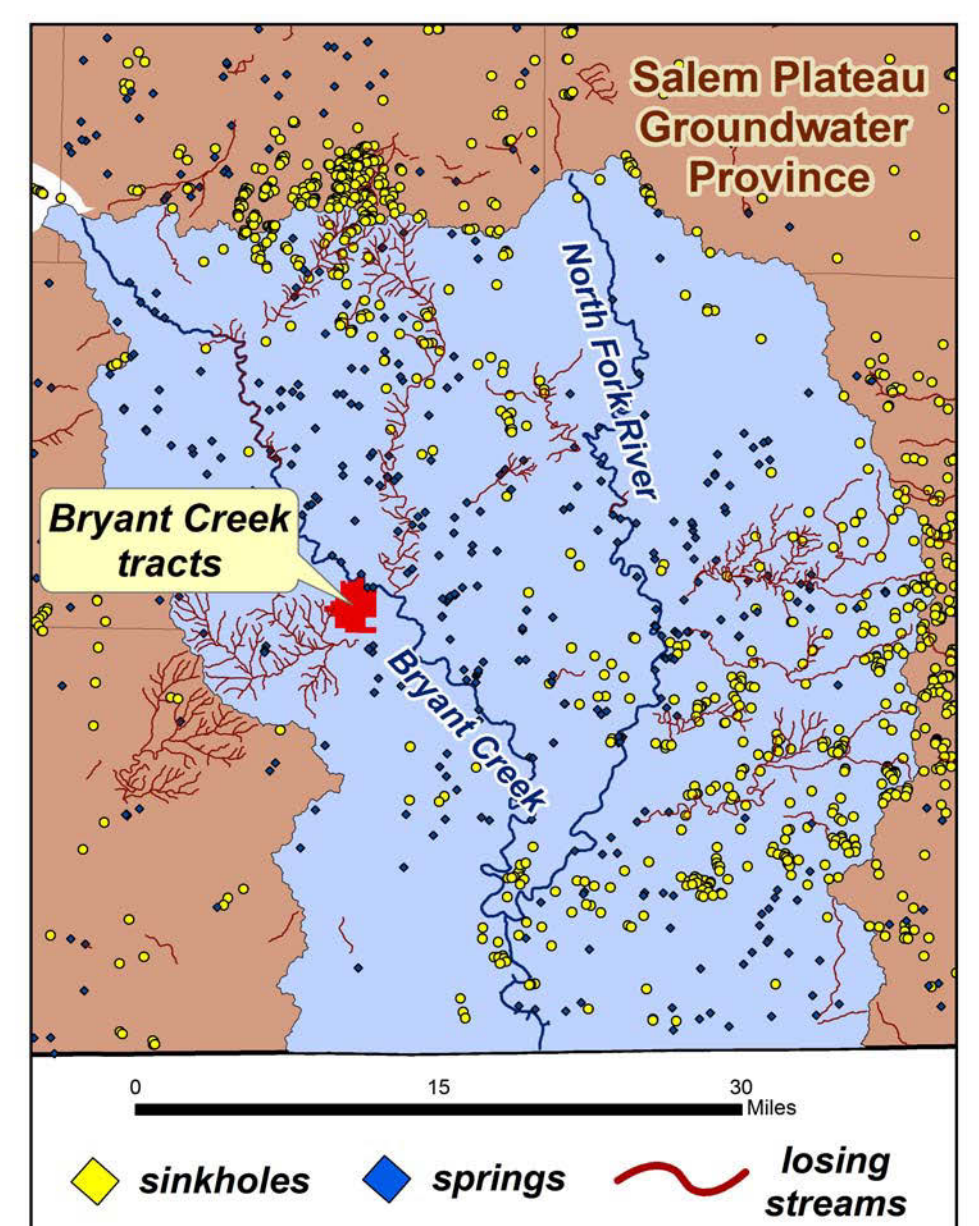 Salem Plateau
Groundwater
Province
North Fork River
Bryant Creek
tracts
Bryant Creek
0
15
30
Miles
sinkholes
springs
losing
streams